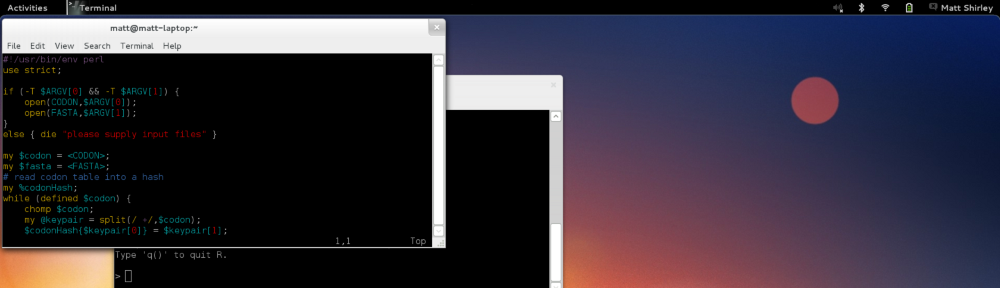 Activities
Terminal
Matt Shirley
matt@matt-laptop:~
File Edit View Search Terminal Help
#!/usr/bin/env perl
use strict;
if (-T $ARGV[0] && -T $ARGV[1]) {
open(CODON,$ARGV[0]);
open(FASTA,$ARGV[1]);
}
else { die "please supply input files" }
my $codon = <CODON>;
my $fasta = <FASTA>;
# read codon table into a hash
my %codonHash;
while (defined $codon) {
chomp $codon;
my @keypair = split(/ +/,$codon);
$codonHash{$keypair[0]} = $keypair[1];
1,1 Top
Type 'q()' to quit R.
>